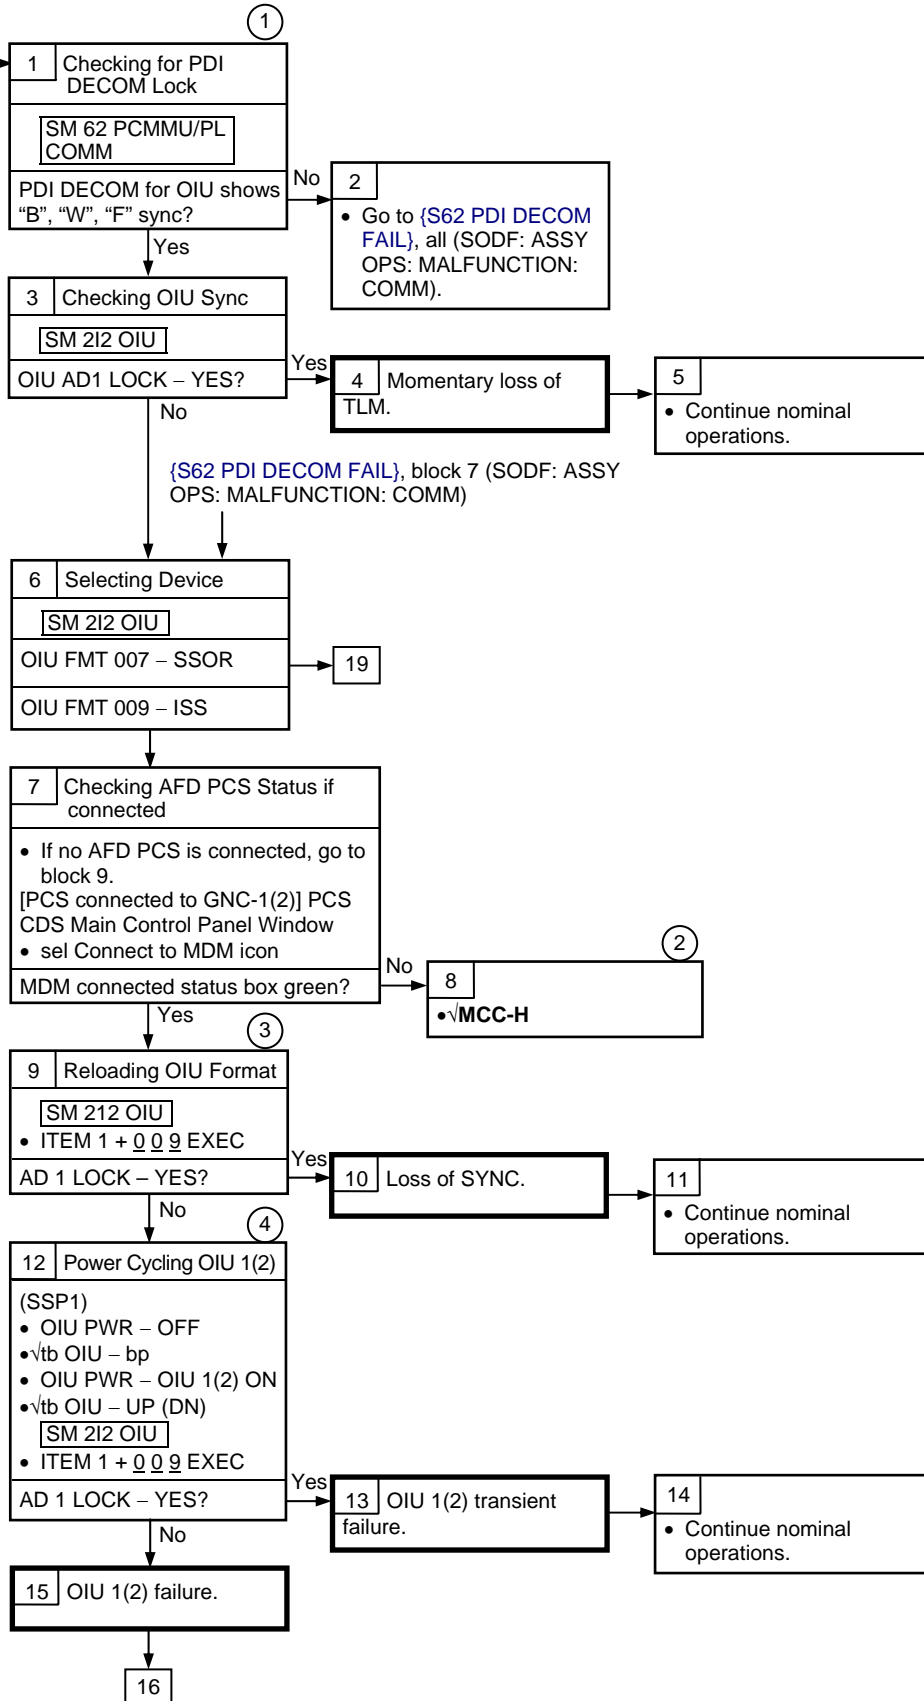 1
1 Checking for PDI
DECOM Lock
SM 62 PCMMU/PL
COMM
PDI DECOM for OIU shows
“B”, “W”, “F” sync?
No
2
• Go to {S62 PDI DECOM
FAIL}, all (SODF: ASSY
OPS: MALFUNCTION:
COMM).
Yes
3 Checking OIU Sync
SM 2I2 OIU
OIU AD1 LOCK – YES?
Yes
4 Momentary loss of
TLM.
5
• Continue nominal
operations.
No
{S62 PDI DECOM FAIL}, block 7 (SODF: ASSY
OPS: MALFUNCTION: COMM)
6 Selecting Device
SM 2I2 OIU
OIU FMT 007 – SSOR
19
OIU FMT 009 – ISS
7 Checking AFD PCS Status if
connected
• If no AFD PCS is connected, go to
block 9.
[PCS connected to GNC-1(2)] PCS
CDS Main Control Panel Window
• sel Connect to MDM icon
MDM connected status box green?
No
2
8
•√MCC-H
Yes
3
9 Reloading OIU Format
SM 212 OIU
• ITEM 1 + 0 0 9 EXEC
AD 1 LOCK – YES?
Yes
10 Loss of SYNC.
11
• Continue nominal
operations.
No
4
12 Power Cycling OIU 1(2)
(SSP1)
• OIU PWR – OFF
•√tb OIU – bp
• OIU PWR – OIU 1(2) ON
•√tb OIU – UP (DN)
SM 2I2 OIU
• ITEM 1 + 0 0 9 EXEC
AD 1 LOCK – YES?
Yes
13 OIU 1(2) transient
failure.
14
• Continue nominal
operations.
No
15 OIU 1(2) failure.
16